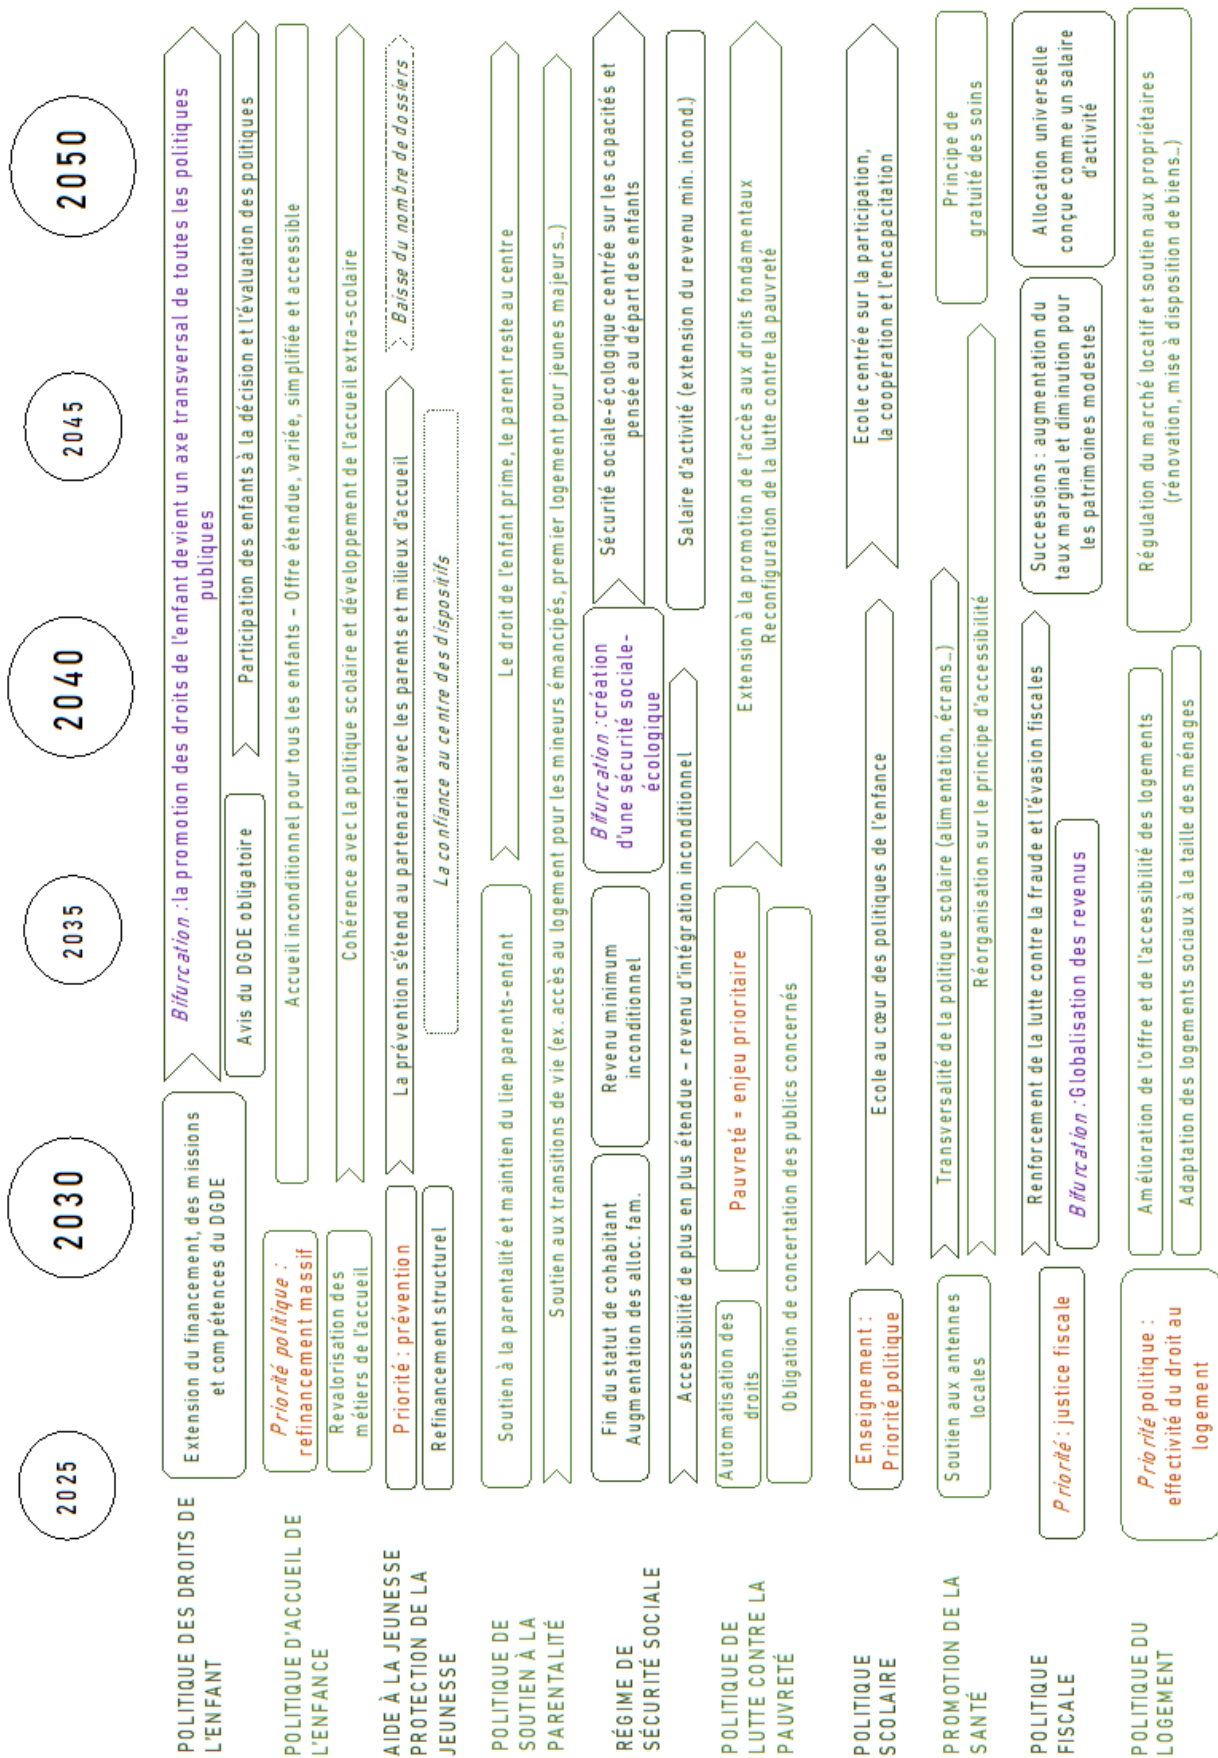 2025
2030
2035
2040
2045
2050
POLITIQUE DES DROITS DE
L'ENFANT
Extension du financement, des missions
et compétences du DGDE
Bifurcation : la promotion des droits de l'enfant devient un axe transversal de toutes les politiques
publiques
Avis du DGDE obligatoire
Participation des enfants à la décision et l'évaluation des politiques
POLITIQUE D'ACCUEIL DE
L'ENFANCE
Priorité politique :
refinancement massif
Revalorisation des
métiers de l'accueil
Accueil inconditionnel pour tous les enfants – Offre étendue, variée, simplifiée et accessible
Cohérence avec la politique scolaire et développement de l'accueil extra-scolaire
AIDE À LA JEUNESSE
PROTECTION DE LA
JEUNESSE
Priorité : prévention
Refinancement structurel
La prévention s'étend au partenariat avec les parents et milieux d'accueil
La confiance au centre des dispositifs
Baisse du nombre de dossiers
POLITIQUE DE
SOUTIEN À LA
PARENTALITÉ
Soutien à la parentalité et maintien du lien parents-enfant
Le droit de l'enfant prime, le parent reste au centre
Soutien aux transitions de vie (ex. accès au logement pour les mineurs émancipés, premier logement pour jeunes majeurs…)
RÉGIME DE
SÉCURITÉ SOCIALE
Fin du statut de cohabitant
Augmentation des alloc. fam.
Revenu minimum
inconditionnel
Bifurcation : création
d'une sécurité sociale-
écologique
Sécurité sociale-écologique centrée sur les capacités et
pensée au départ des enfants
Accessibilité de plus en plus étendue – revenu d'intégration inconditionnel
Salaire d'activité (extension du revenu min. incond.)
POLITIQUE DE
LUTTE CONTRE LA
PAUVRETÉ
Automatisation des
droits
Pauvreté = enjeu prioritaire
Obligation de concertation des publics concernés
Extension à la promotion de l'accès aux droits fondamentaux
Reconfiguration de la lutte contre la pauvreté
POLITIQUE
SCOLAIRE
Enseignement :
Priorité politique
Ecole au cœur des politiques de l'enfance
Ecole centrée sur la participation,
la coopération et l'encapacitation
PROMOTION DE LA
SANTÉ
Soutien aux antennes
locales
Transversalité de la politique scolaire (alimentation, écrans…)
Réorganisation sur le principe d'accessibilité
Principe de
gratuité des soins
POLITIQUE
FISCALE
Priorité : justice fiscale
Renforcement de la lutte contre la fraude et l'évasion fiscales
Bifurcation : Globalisation des revenus
Successions : augmentation du
taux marginal et diminution pour
les patrimoines modestes
Allocation universelle
conçue comme un salaire
d'activité
POLITIQUE DU
LOGEMENT
Priorité politique :
effectivité du droit au
logement
Amélioration de l'offre et de l'accessibilité des logements
Adaptation des logements sociaux à la taille des ménages
Régulation du marché locatif et soutien aux propriétaires
(rénovation, mise à disposition de biens…)